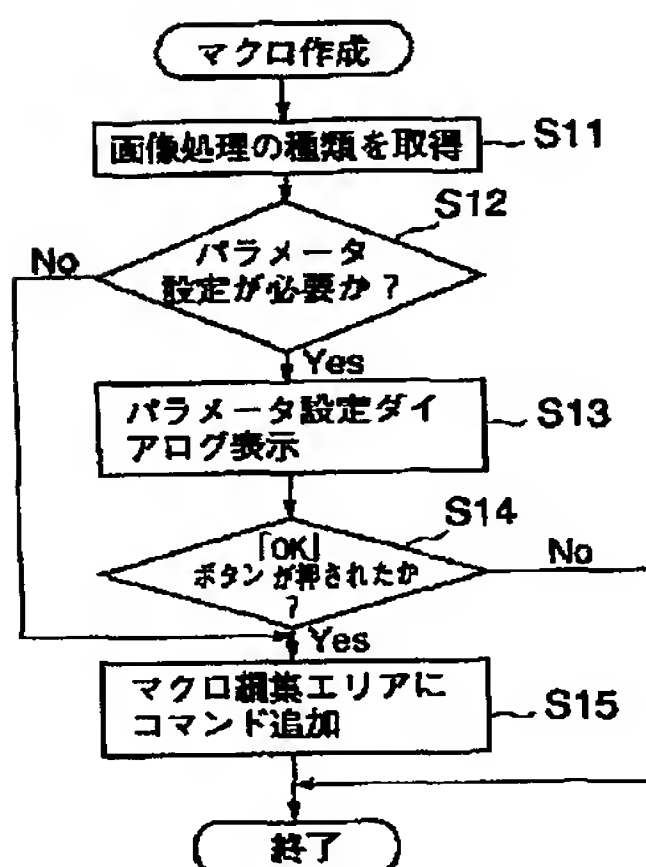 マクロ作成
画像処理の種類を取得
S11
S12
パラメータ
設定が必要か？
No
Yes
パラメータ設定ダイ
アログ表示
S13
S14
「OK」
ボタンが押されたか
？
No
Yes
マクロ編集エリアに
コマンド追加
S15
終了